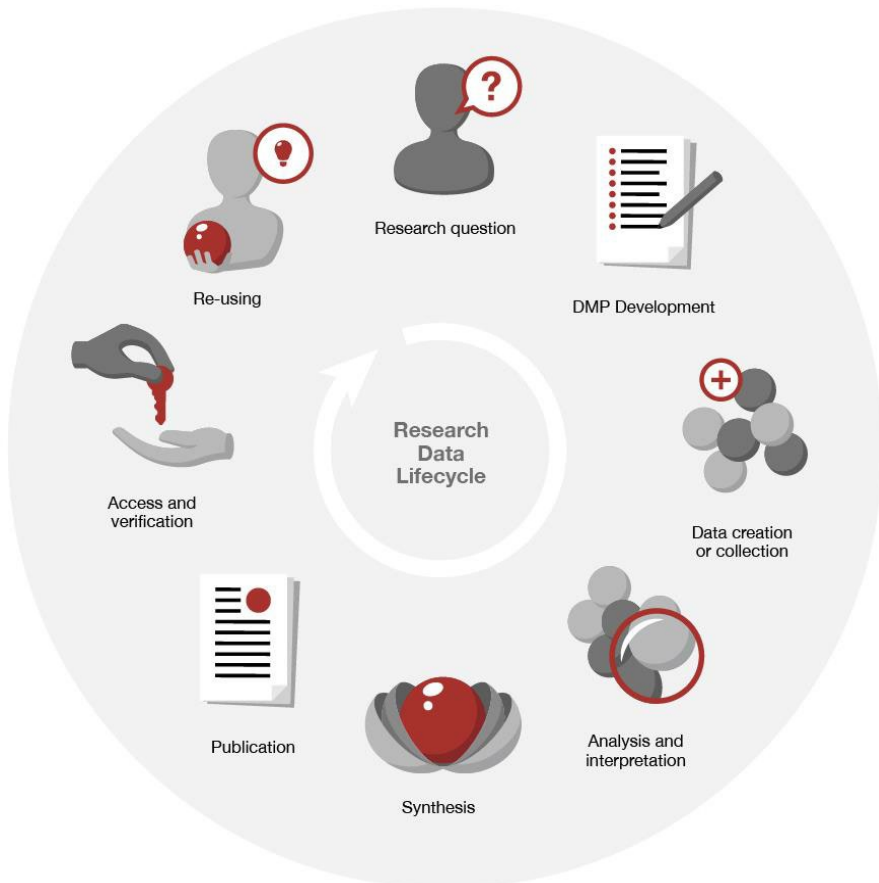 ?
Research question
DMP Development
Data creation
or collection
Analysis and
interpretation
Synthesis
Publication
Access and
verification
Re-using
Research
Data
Lifecycle